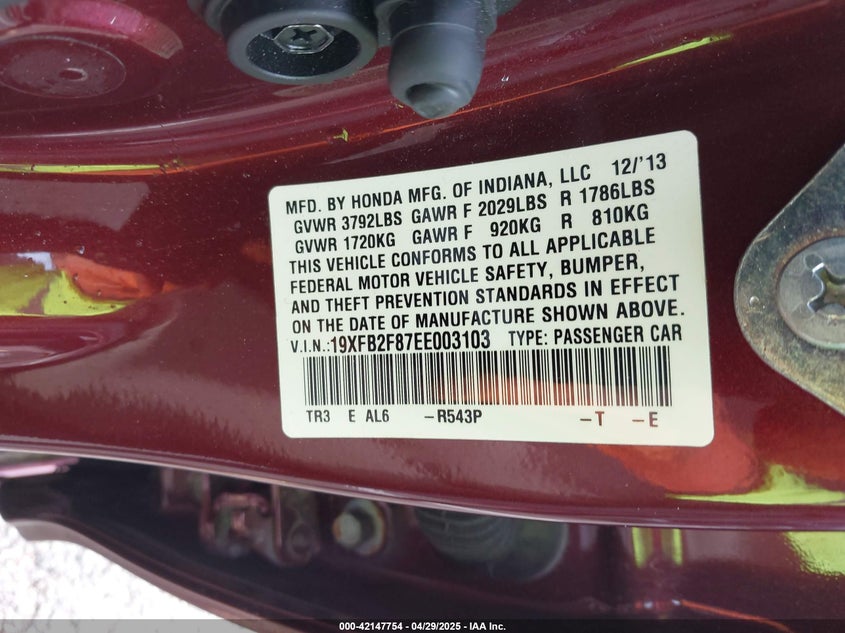 MFD. BY HONDA MFG. OF INDIANA, LLC 12/'13
GVWR 3792LBS GAWR F 2029LBS R 1786LBS
GVWR 1720KG GAWR F 920KG R 810KG
THIS VEHICLE CONFORMS TO ALL APPLICABLE
FEDERAL MOTOR VEHICLE SAFETY, BUMPER,
AND THEFT PREVENTION STANDARDS IN EFFECT
ON THE DATE OF MANUFACTURE SHOWN ABOVE.
V.I.N.:19XFB2F87EE003103 TYPE: PASSENGER CAR
TR3 E AL6 –R543P –T –E
000-42147754 - 04/29/2025 - IAA Inc.